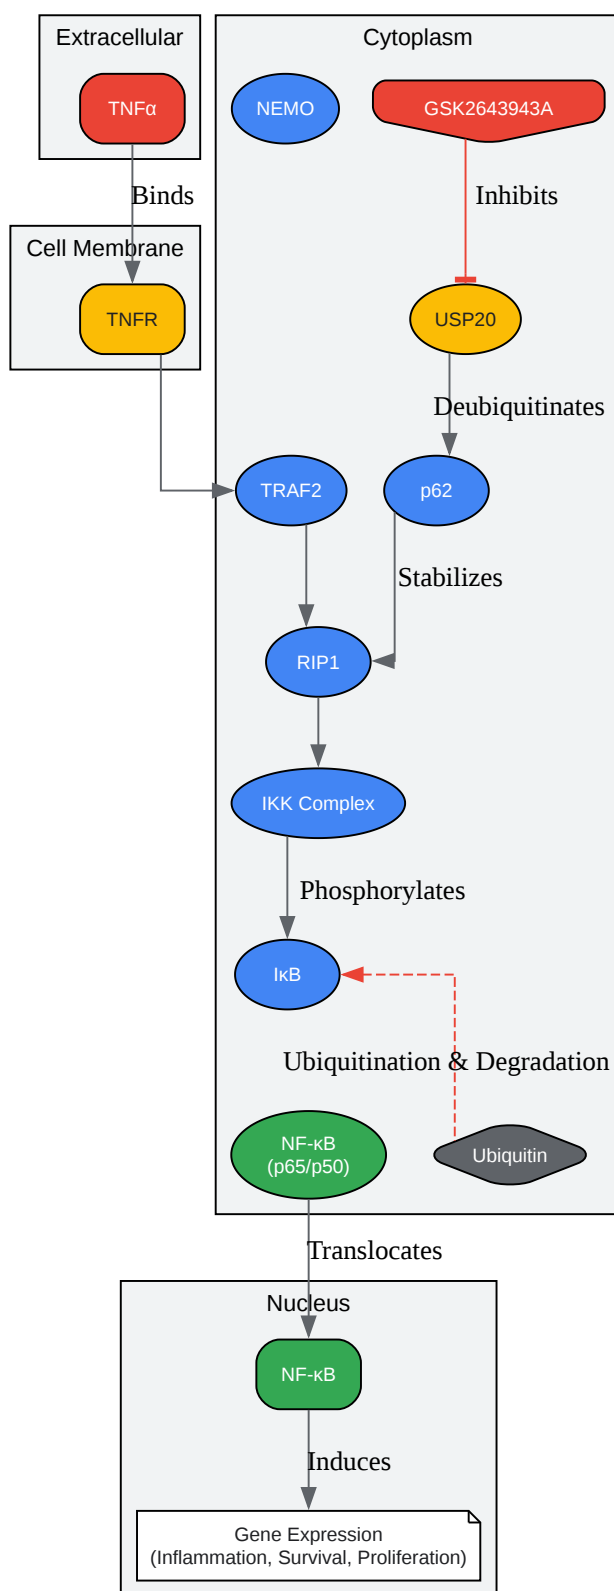 Extracellular
Cytoplasm
TNFα
NEMO
GSK2643943A
Binds
Inhibits
Cell Membrane
TNFR
USP20
Deubiquitinates
TRAF2
p62
Stabilizes
RIP1
IKK Complex
Phosphorylates
IκB
Ubiquitination & Degradation
NF-κB
(p65/p50)
Ubiquitin
Translocates
Nucleus
NF-κB
Induces
Gene Expression
(Inflammation, Survival, Proliferation)